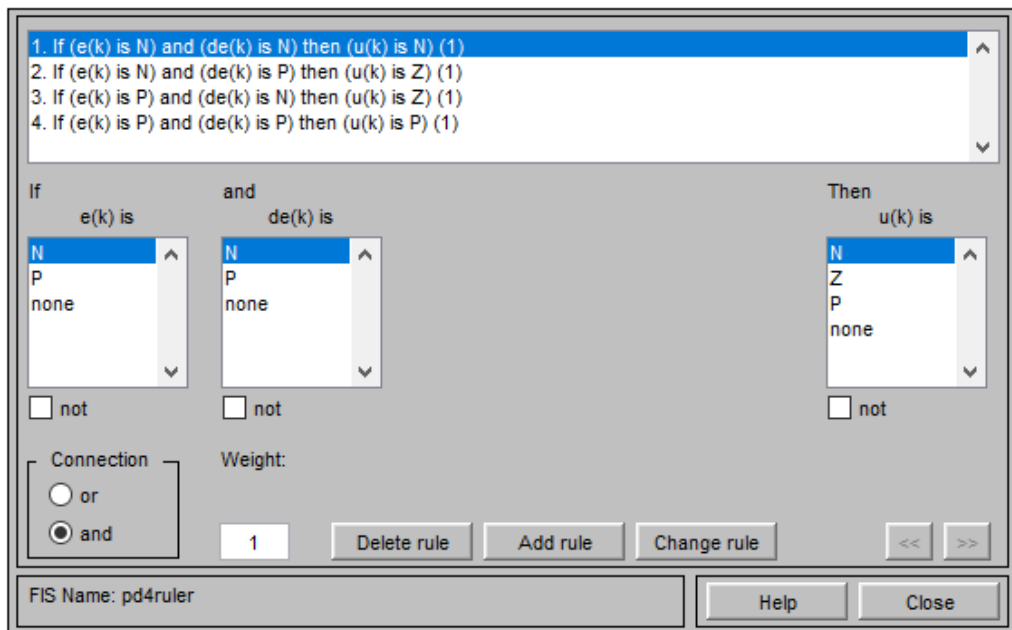 1. If (e(k) is N) and (de(k) is N) then (u(k) is N) (1)
2. If (e(k) is N) and (de(k) is P) then (u(k) is Z) (1)
3. If (e(k) is P) and (de(k) is N) then (u(k) is Z) (1)
4. If (e(k) is P) and (de(k) is P) then (u(k) is P) (1)
If and Then
e(k) is de(k) is u(k) is
N N N
P P Z
none none P
none
not not not
Connection Weight:
or
and 1 Delete rule Add rule Change rule << >>
FIS Name: pd4ruler Help Close